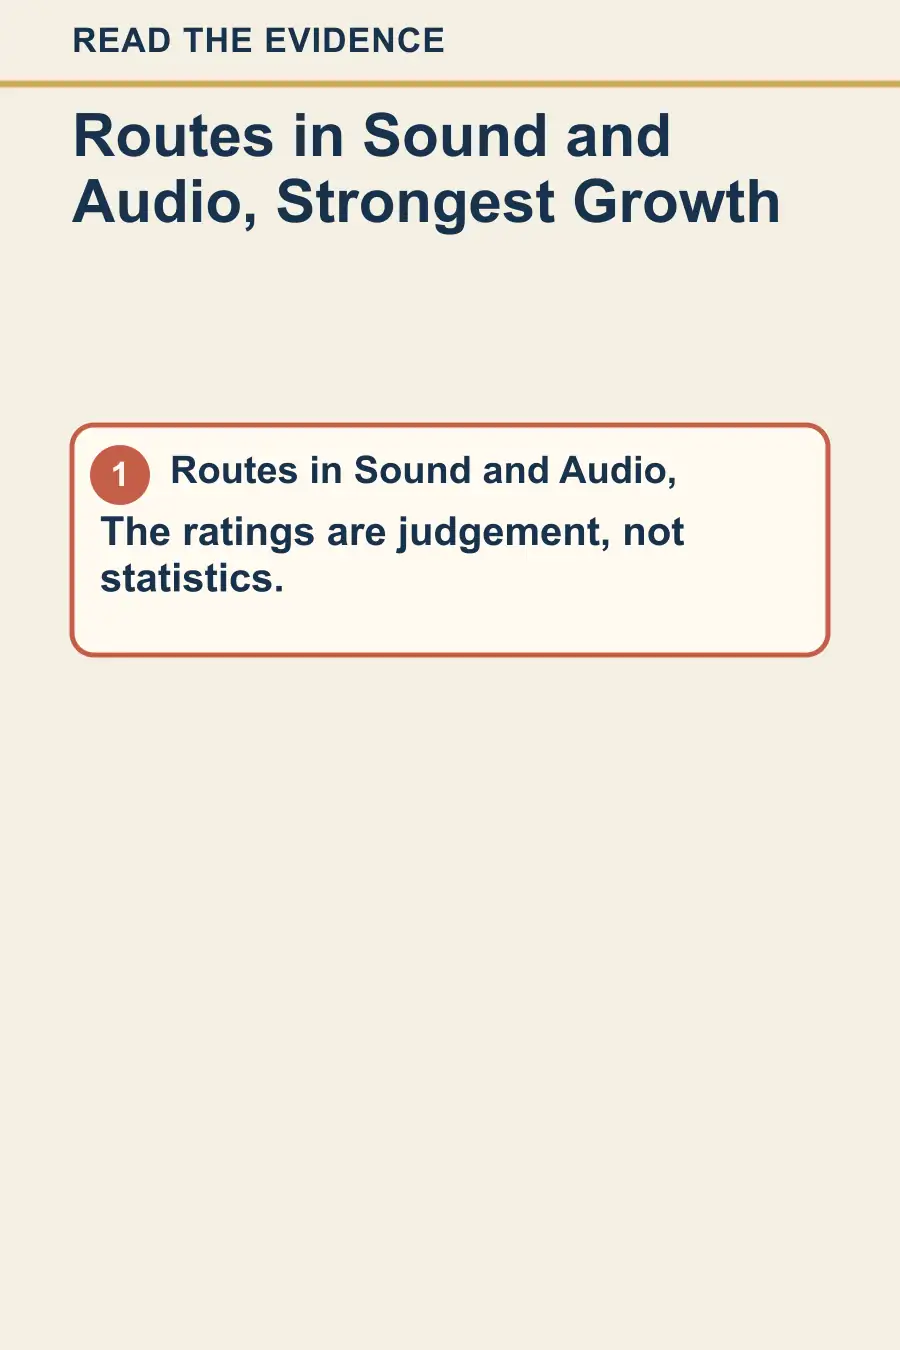 READ THE EVIDENCE
Routes in Sound and
Audio, Strongest Growth
1 Routes in Sound and Audio,
The ratings are judgement, not
statistics.